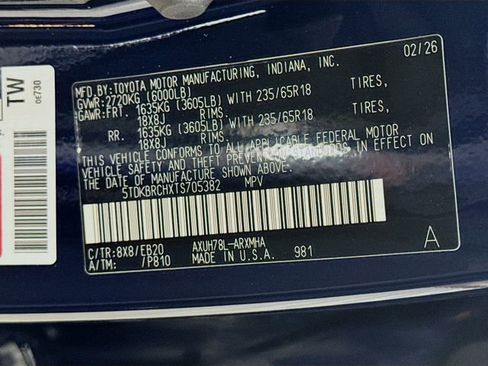 02/26
MFD.BY:TOYOTA MOTOR MANUFACTURING, INDIANA, INC.
GVWR:2720KG (6000LB)
GAWR:FRT. 1635KG (3605LB) WITH 235/65R18 TIRES,
18X8J RIMS
RR. 1635KG (3605LB) WITH 235/65R18 TIRES,
18X8J RIMS
THIS VEHICLE CONFORMS TO ALL APPLICABLE FEDERAL MOTOR
VEHICLE SAFETY AND THEFT PREVENTION STANDARDS IN EFFECT ON
THE DATE OF MANUFACTURE SHOWN ABOVE.
5TDKBRCHXTS705382 MPV
C/TR:8X8/EB20 AXUH78L-ARXMHA
A/TM: /P810 MADE IN U.S.A. 981
A
TW
0E730